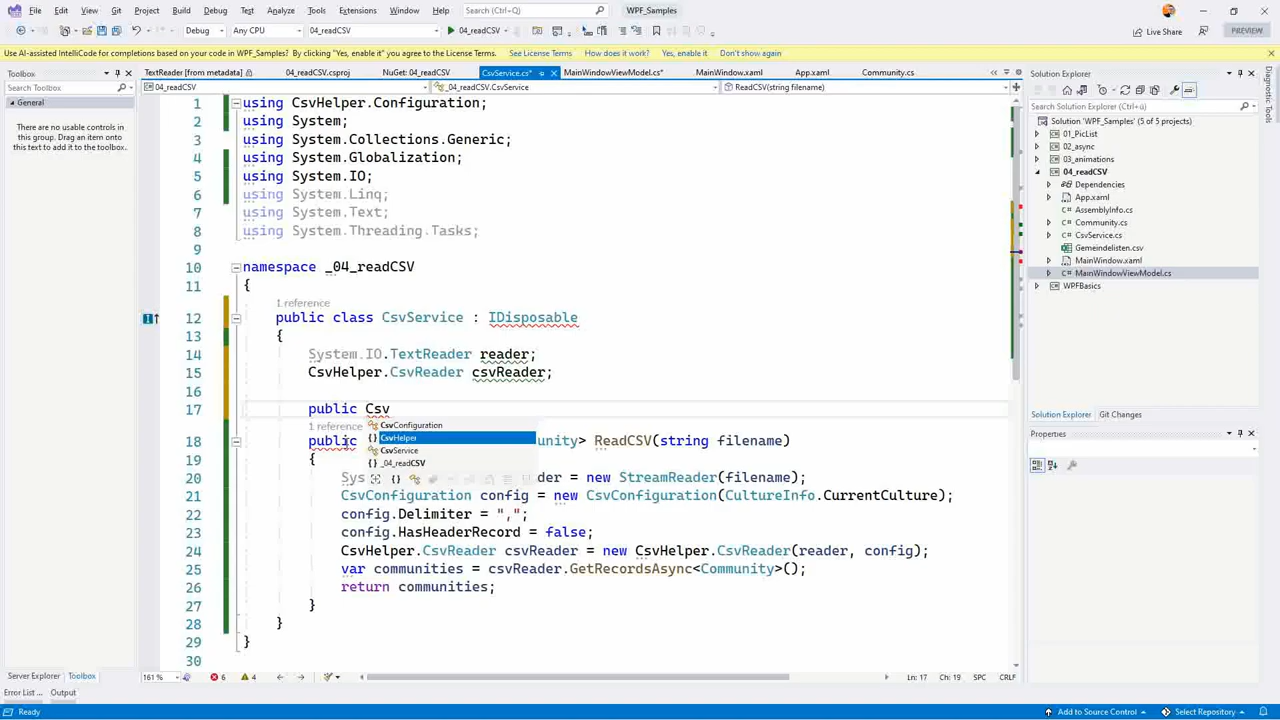 File Edit View Git Project Build Debug Test Analyze Tools Extensions Window Help Search (Ctrl+Q) WPF_Samples
Debug Any CPU 04_readCSV 04_readCSV Live Share PREVIEW
Use AI-assisted IntelliCode for completions based on your code in WPF_Samples? By clicking "Yes, enable it" you agree to the License Terms. See License Terms How does it work? Yes, enable it Don't show again
Toolbox
Search Toolbox
General
There are no usable controls in
this group. Drag an item onto
this text to add it to the toolbox.
TextReader [from metadata] 04_readCSV.csproj NuGet: 04_readCSV CsvService.cs* MainWindowViewModel.cs* MainWindow.xaml App.xaml Community.cs
04_readCSV _04_readCSV.CsvService ReadCSV(string filename)
1 using CsvHelper.Configuration;
2 using System;
3 using System.Collections.Generic;
4 using System.Globalization;
5 using System.IO;
6 using System.Linq;
7 using System.Text;
8 using System.Threading.Tasks;
9
10 namespace _04_readCSV
11 {
1 reference
12 public class CsvService : IDisposable
13 {
14 System.IO.TextReader reader;
15 CsvHelper.CsvReader csvReader;
16
17 public Csv
1 reference
CsvConfiguration
CsvHelper
CsvService
_04_readCSV
18 public unity> ReadCSV(string filename)
19 {
20 Sys der = new StreamReader(filename);
21 CsvConfiguration config = new CsvConfiguration(CultureInfo.CurrentCulture);
22 config.Delimiter = ",";
23 config.HasHeaderRecord = false;
24 CsvHelper.CsvReader csvReader = new CsvHelper.CsvReader(reader, config);
25 var communities = csvReader.GetRecordsAsync<Community>();
26 return communities;
27 }
28 }
29 }
30
161 % 6 4 Ln: 17 Ch: 19 SPC CRLF
Solution Explorer
Search Solution Explorer (Ctrl+ü)
Solution 'WPF_Samples' (5 of 5 projects)
01_PicList
02_async
03_animations
04_readCSV
Dependencies
App.xaml
AssemblyInfo.cs
Community.cs
CsvService.cs
Gemeindelisten.csv
MainWindow.xaml
MainWindowViewModel.cs
WPFBasics
Solution Explorer Git Changes
Properties
Diagnostic Tools
Server Explorer Toolbox
Error List ... Output
Ready Add to Source Control Select Repository